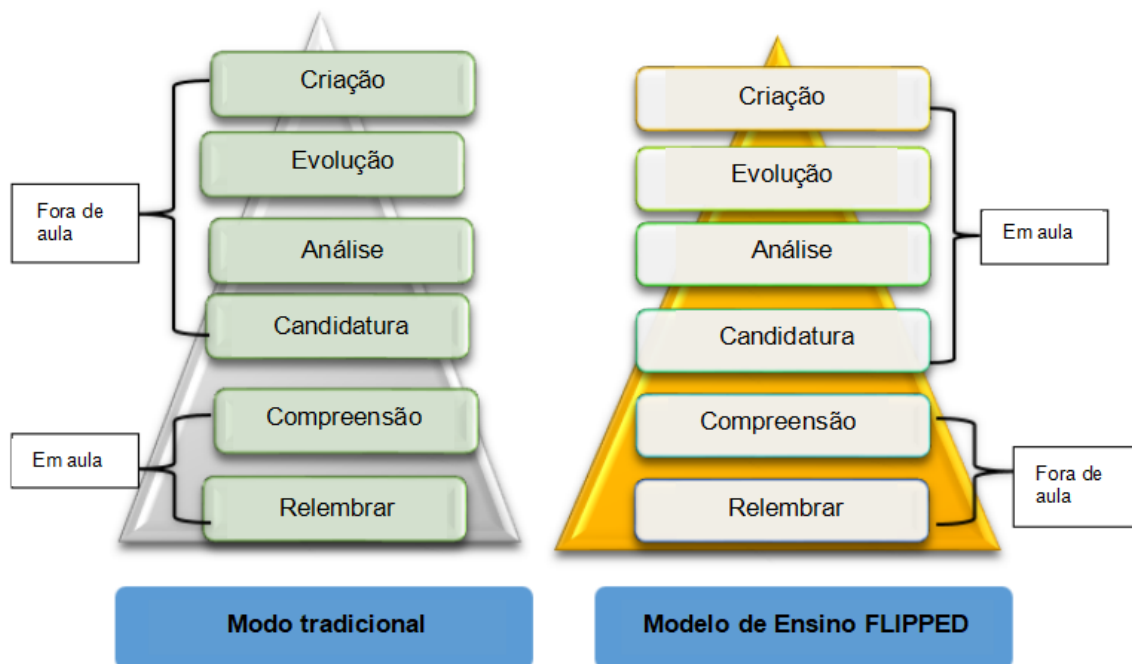 Criação
Evolução
Análise
Candidatura
Compreensão
Relembrar
Fora de
aula
Em aula
Modo tradicional
Criação
Evolução
Análise
Candidatura
Compreensão
Relembrar
Em aula
Fora de
aula
Modelo de Ensino FLIPPED